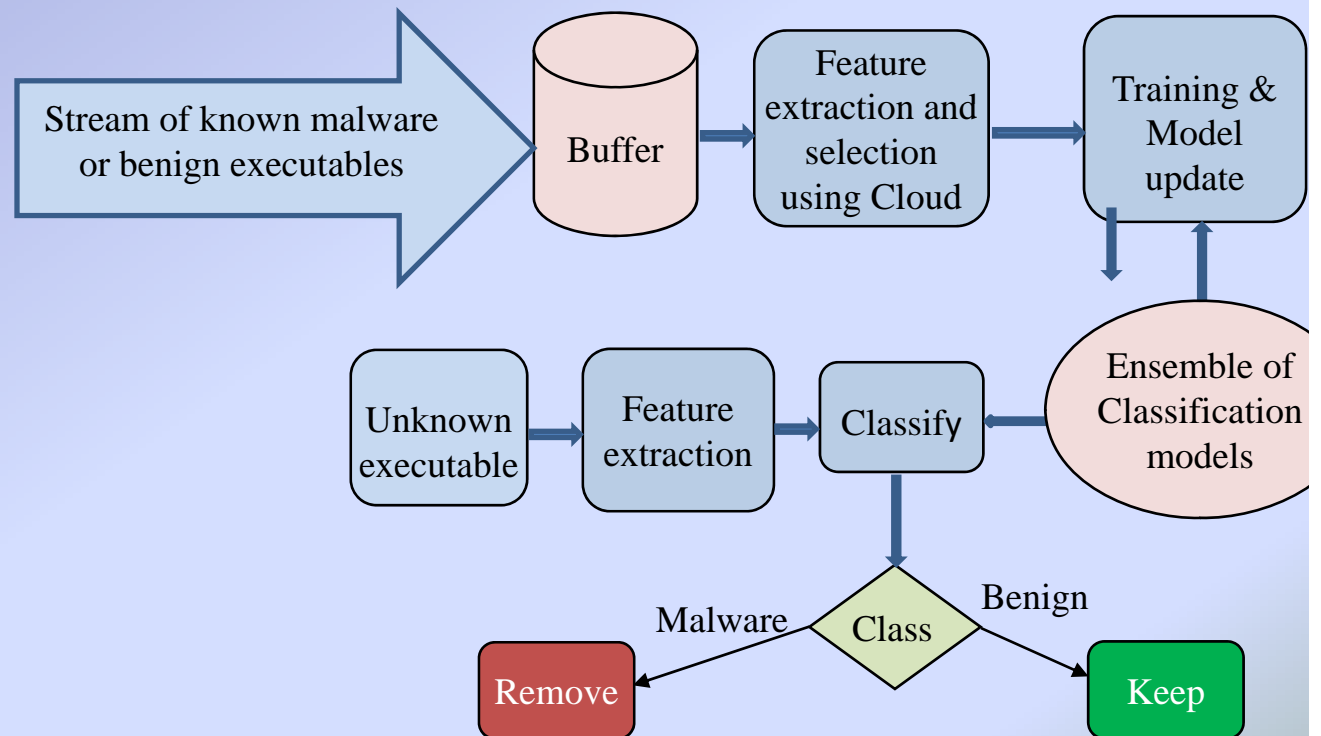 Stream of known malware
or benign executables
Buffer
Feature
extraction and
selection
using Cloud
Training &
Model
update
Unknown
executable
Feature
extraction
Classify
Ensemble of
Classification
models
Class
Malware
Benign
Remove
Keep